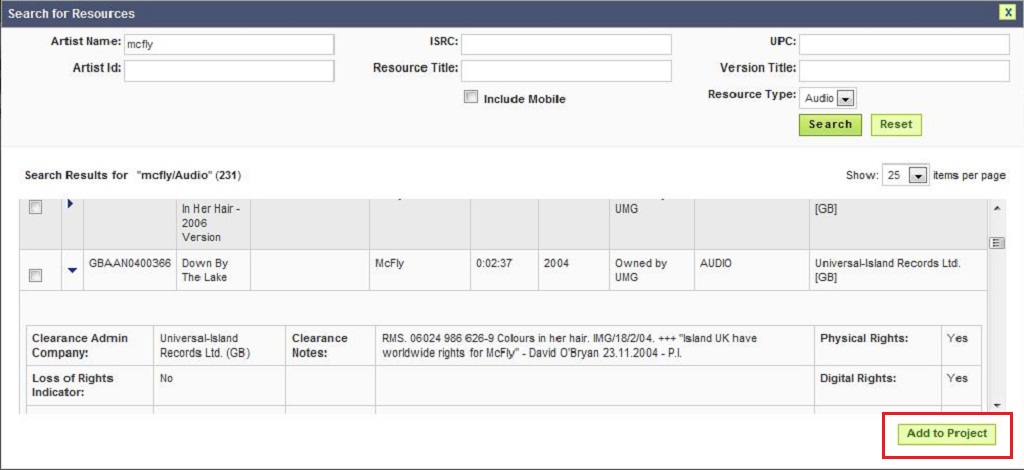 Search for Resources X
Artist Name: mcfly ISRC: UPC:
Artist Id: Resource Title: Version Title:
Include Mobile Resource Type: Audio
Search Reset
Search Results for "mcfly/Audio" (231) Show: 25 items per page
In Her Hair - UMG [GB]
2006
Version
GBAAN0400366 Down By McFly 0:02:37 2004 Owned by AUDIO Universal-Island Records Ltd.
The Lake UMG [GB]
Clearance Admin Universal-Island Clearance RMS. 06024 986 626-9 Colours in her hair. IMG/18/2/04. +++ "Island UK have Physical Rights: Yes
Company: Records Ltd. (GB) Notes: worldwide rights for McFly" - David O'Bryan 23.11.2004 - P.I.
Loss of Rights No Digital Rights: Yes
Indicator:
Add to Project